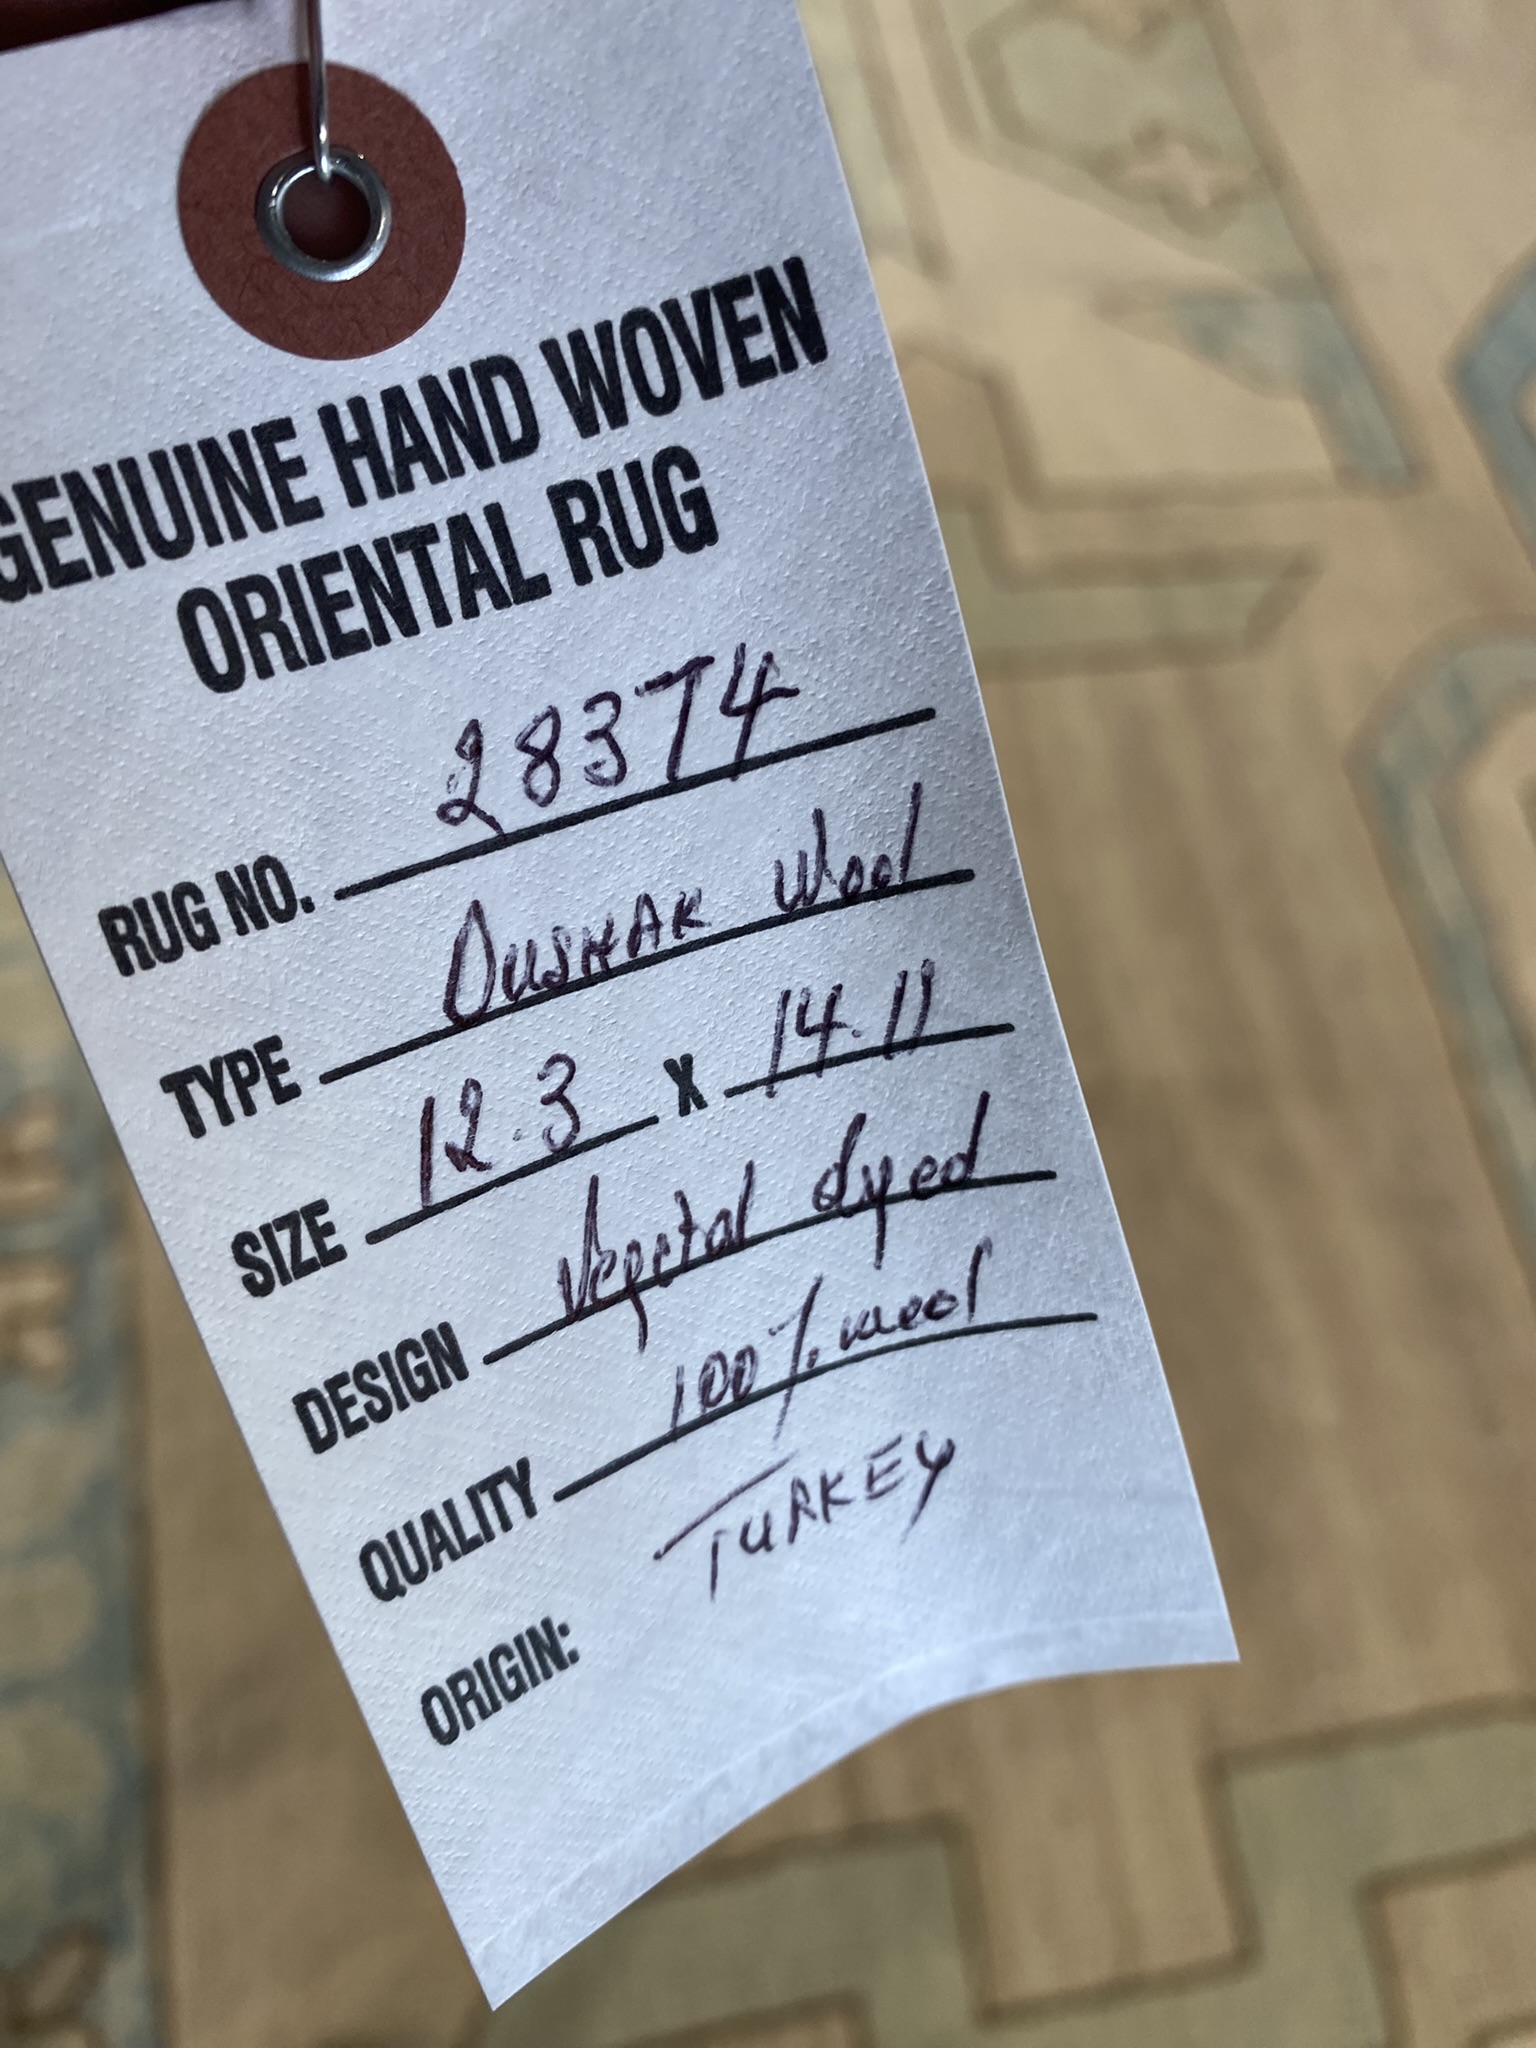 GENUINE HAND WOVEN
ORIENTAL RUG
RUG NO. 28374
TYPE OUSHAK Wool
SIZE 12.3 X 14.11
DESIGN Vegetal dyed
QUALITY 100% wool
ORIGIN: TURKEY